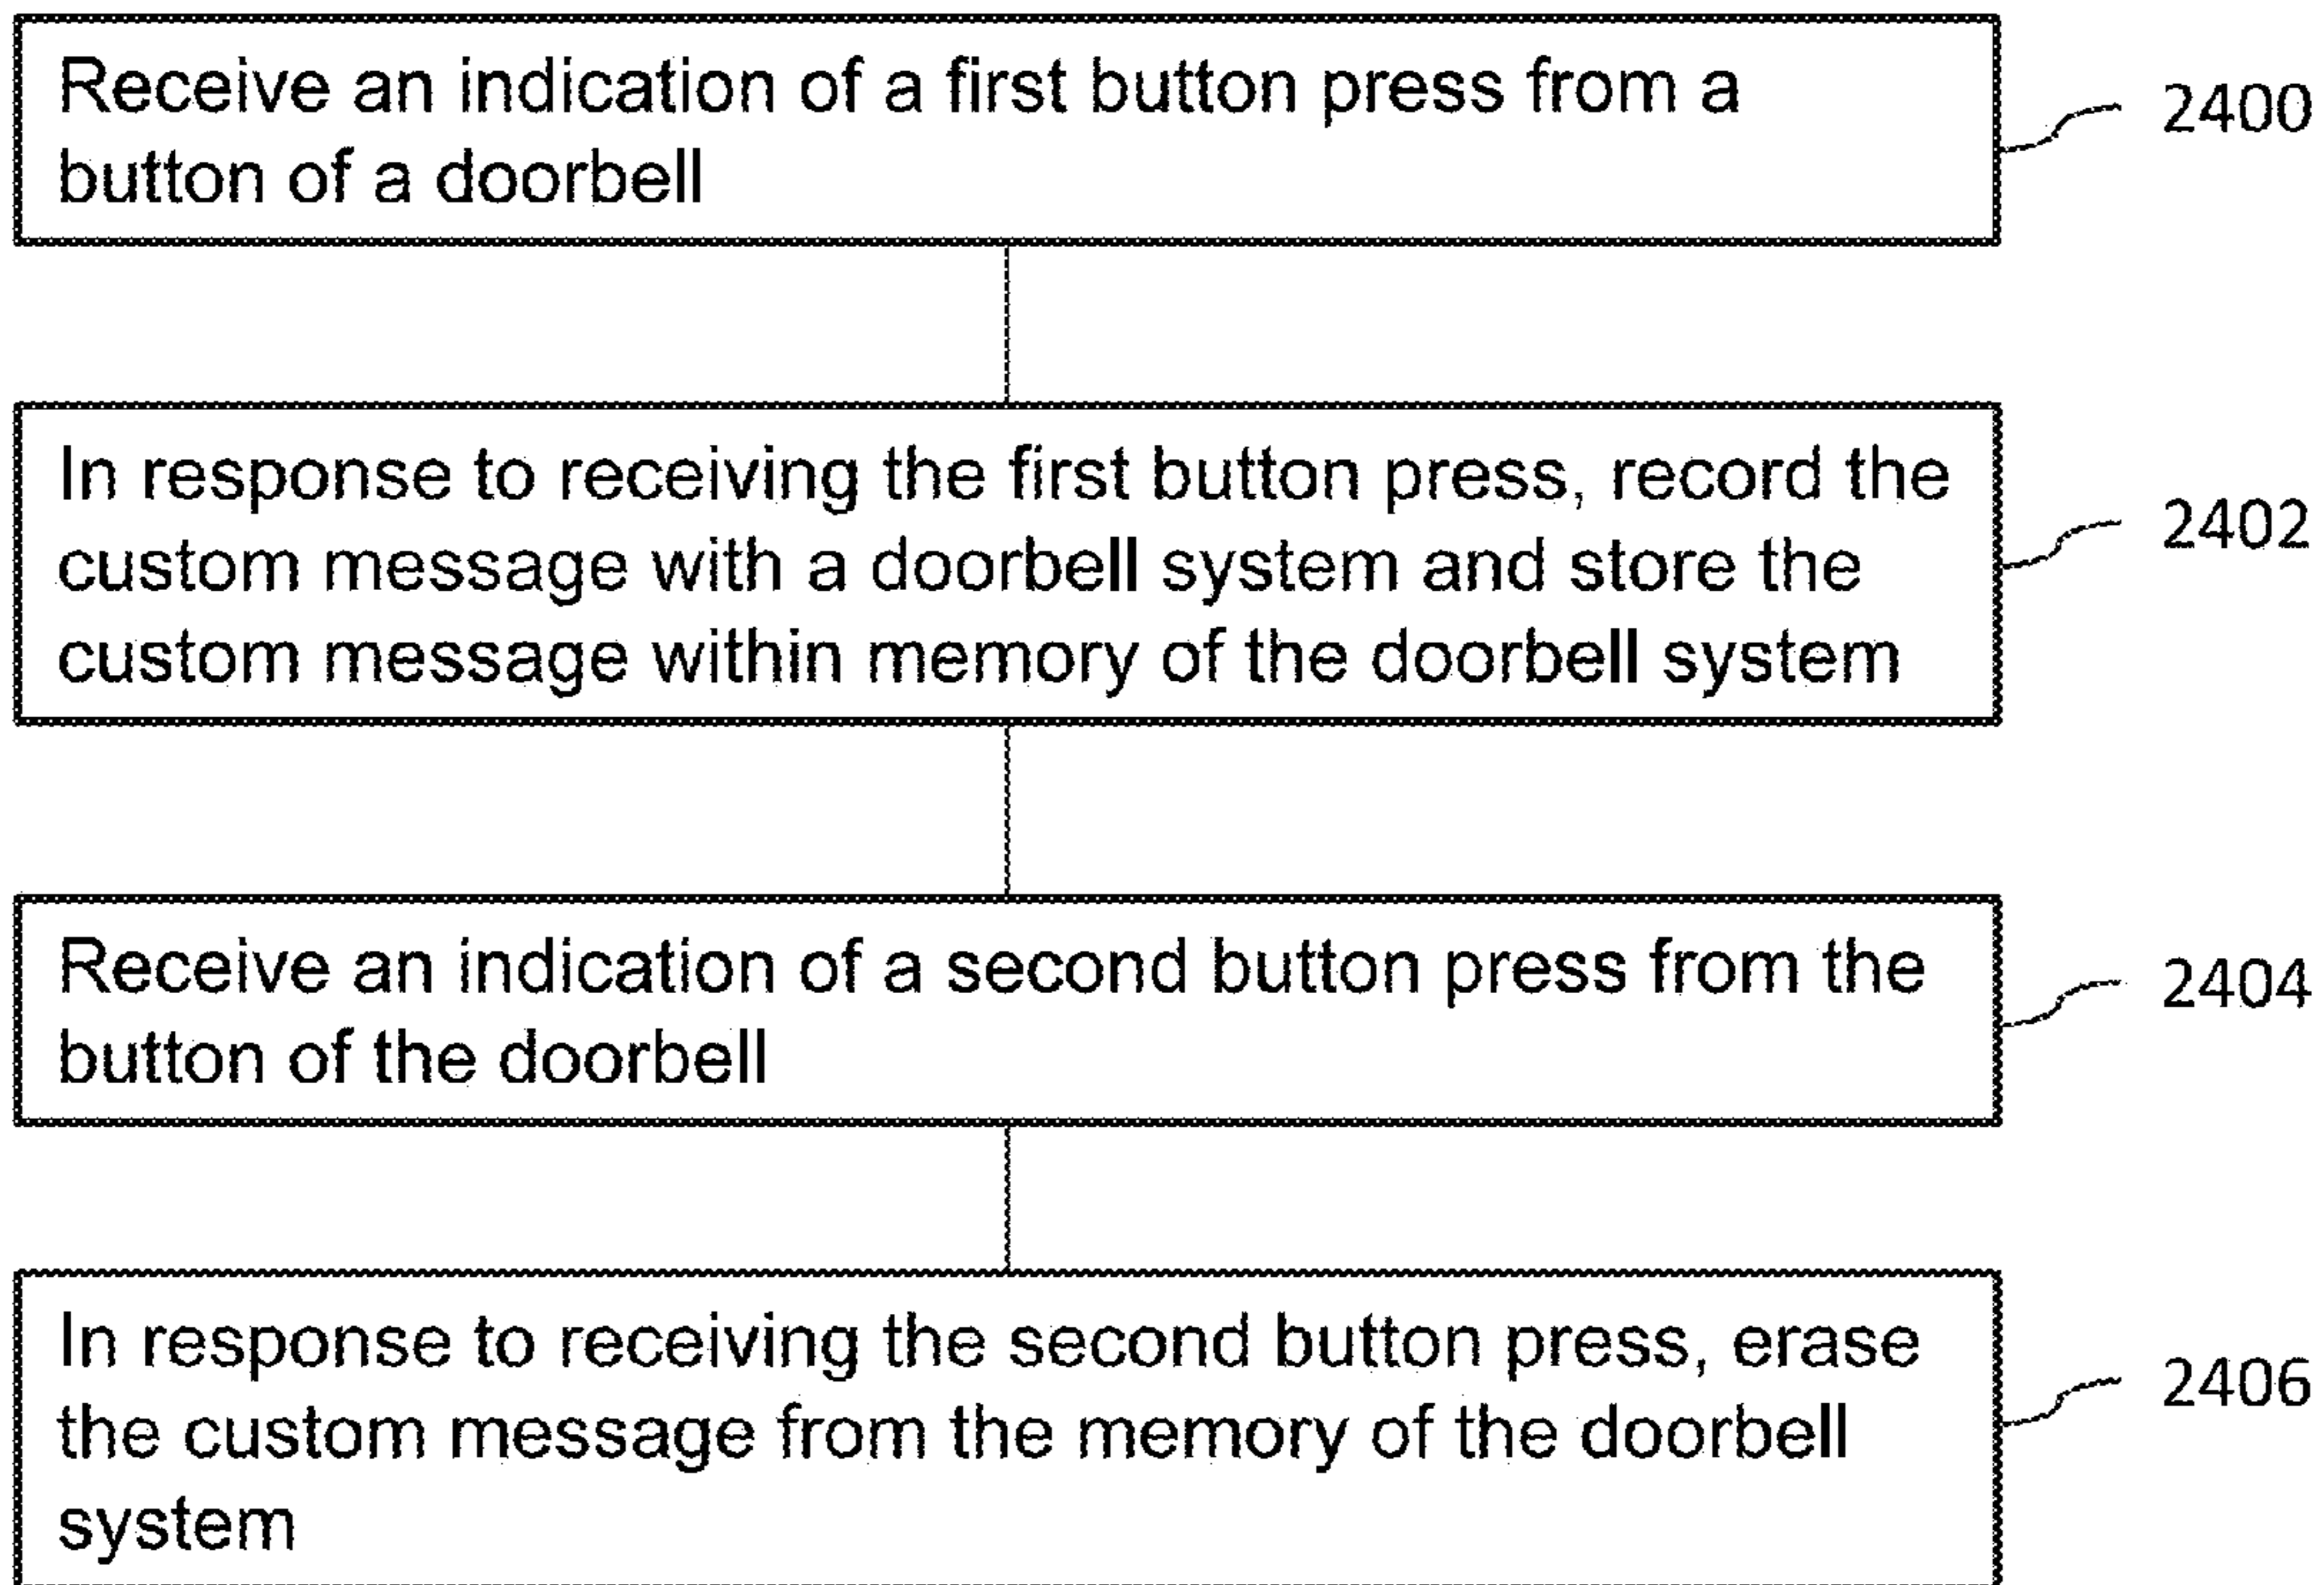 Receive an indication of a first button press from a
button of a doorbell
2400
In response to receiving the first button press, record the
custom message with a doorbell system and store the
custom message within memory of the doorbell system
2402
Receive an indication of a second button press from the
button of the doorbell
2404
In response to receiving the second button press, erase
the custom message from the memory of the doorbell
system
2406